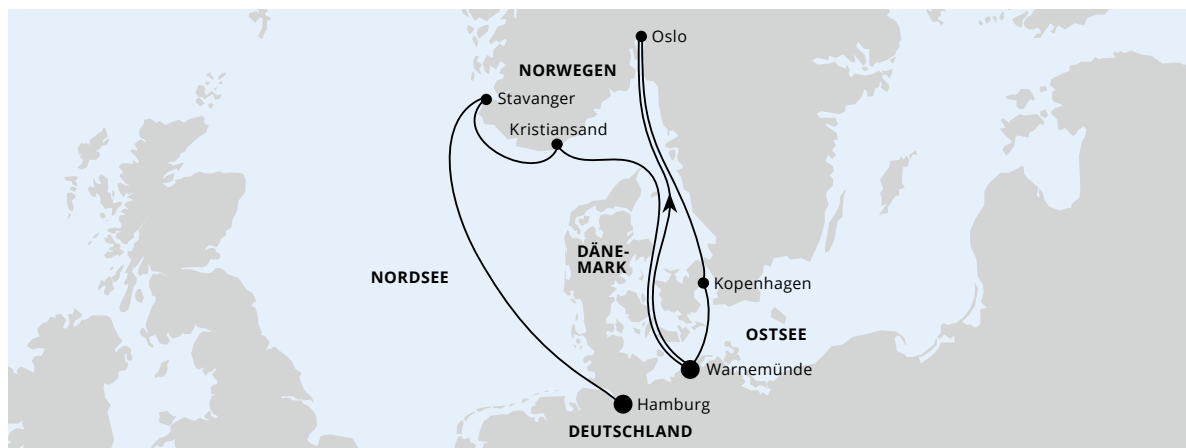 Oslo
NORWEGEN
Stavanger
Kristiansand
DÄNE-
MARK
NORDSEE
Kopenhagen
OSTSEE
Warnemünde
Hamburg
DEUTSCHLAND